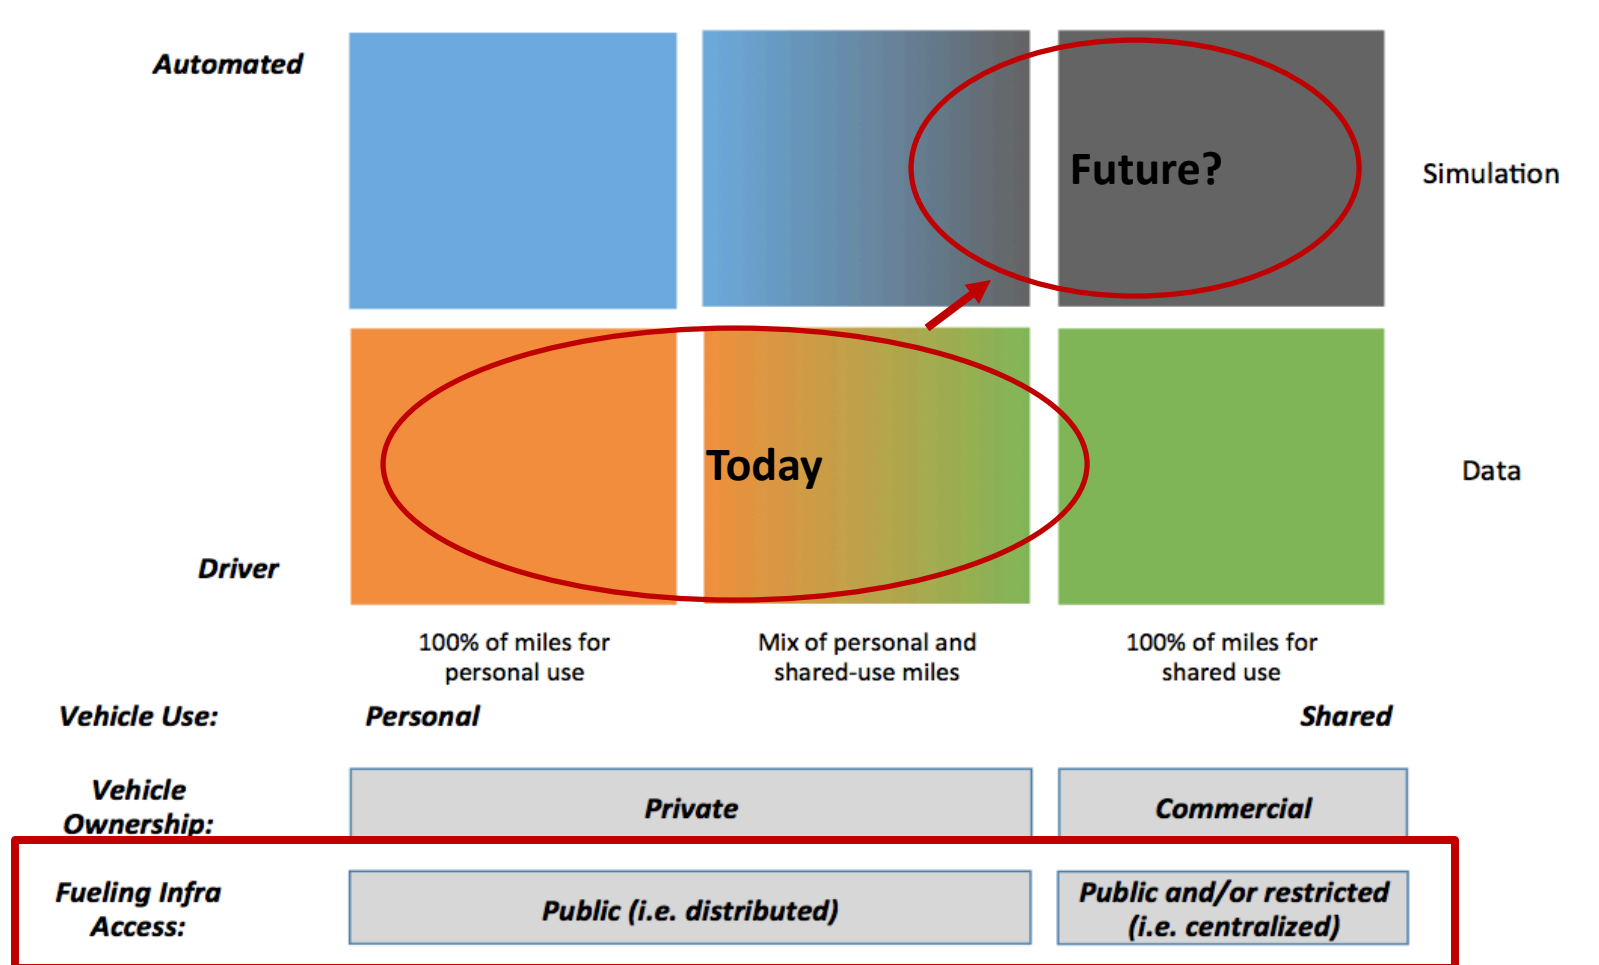 Automated
Future?
Simulation
Today
Data
Driver
100% of miles for
personal use
Mix of personal and
shared-use miles
100% of miles for
shared use
Vehicle Use:
Personal
Shared
Vehicle
Ownership:
Private
Commercial
Fueling Infra
Access:
Public (i.e. distributed)
Public and/or restricted
(i.e. centralized)